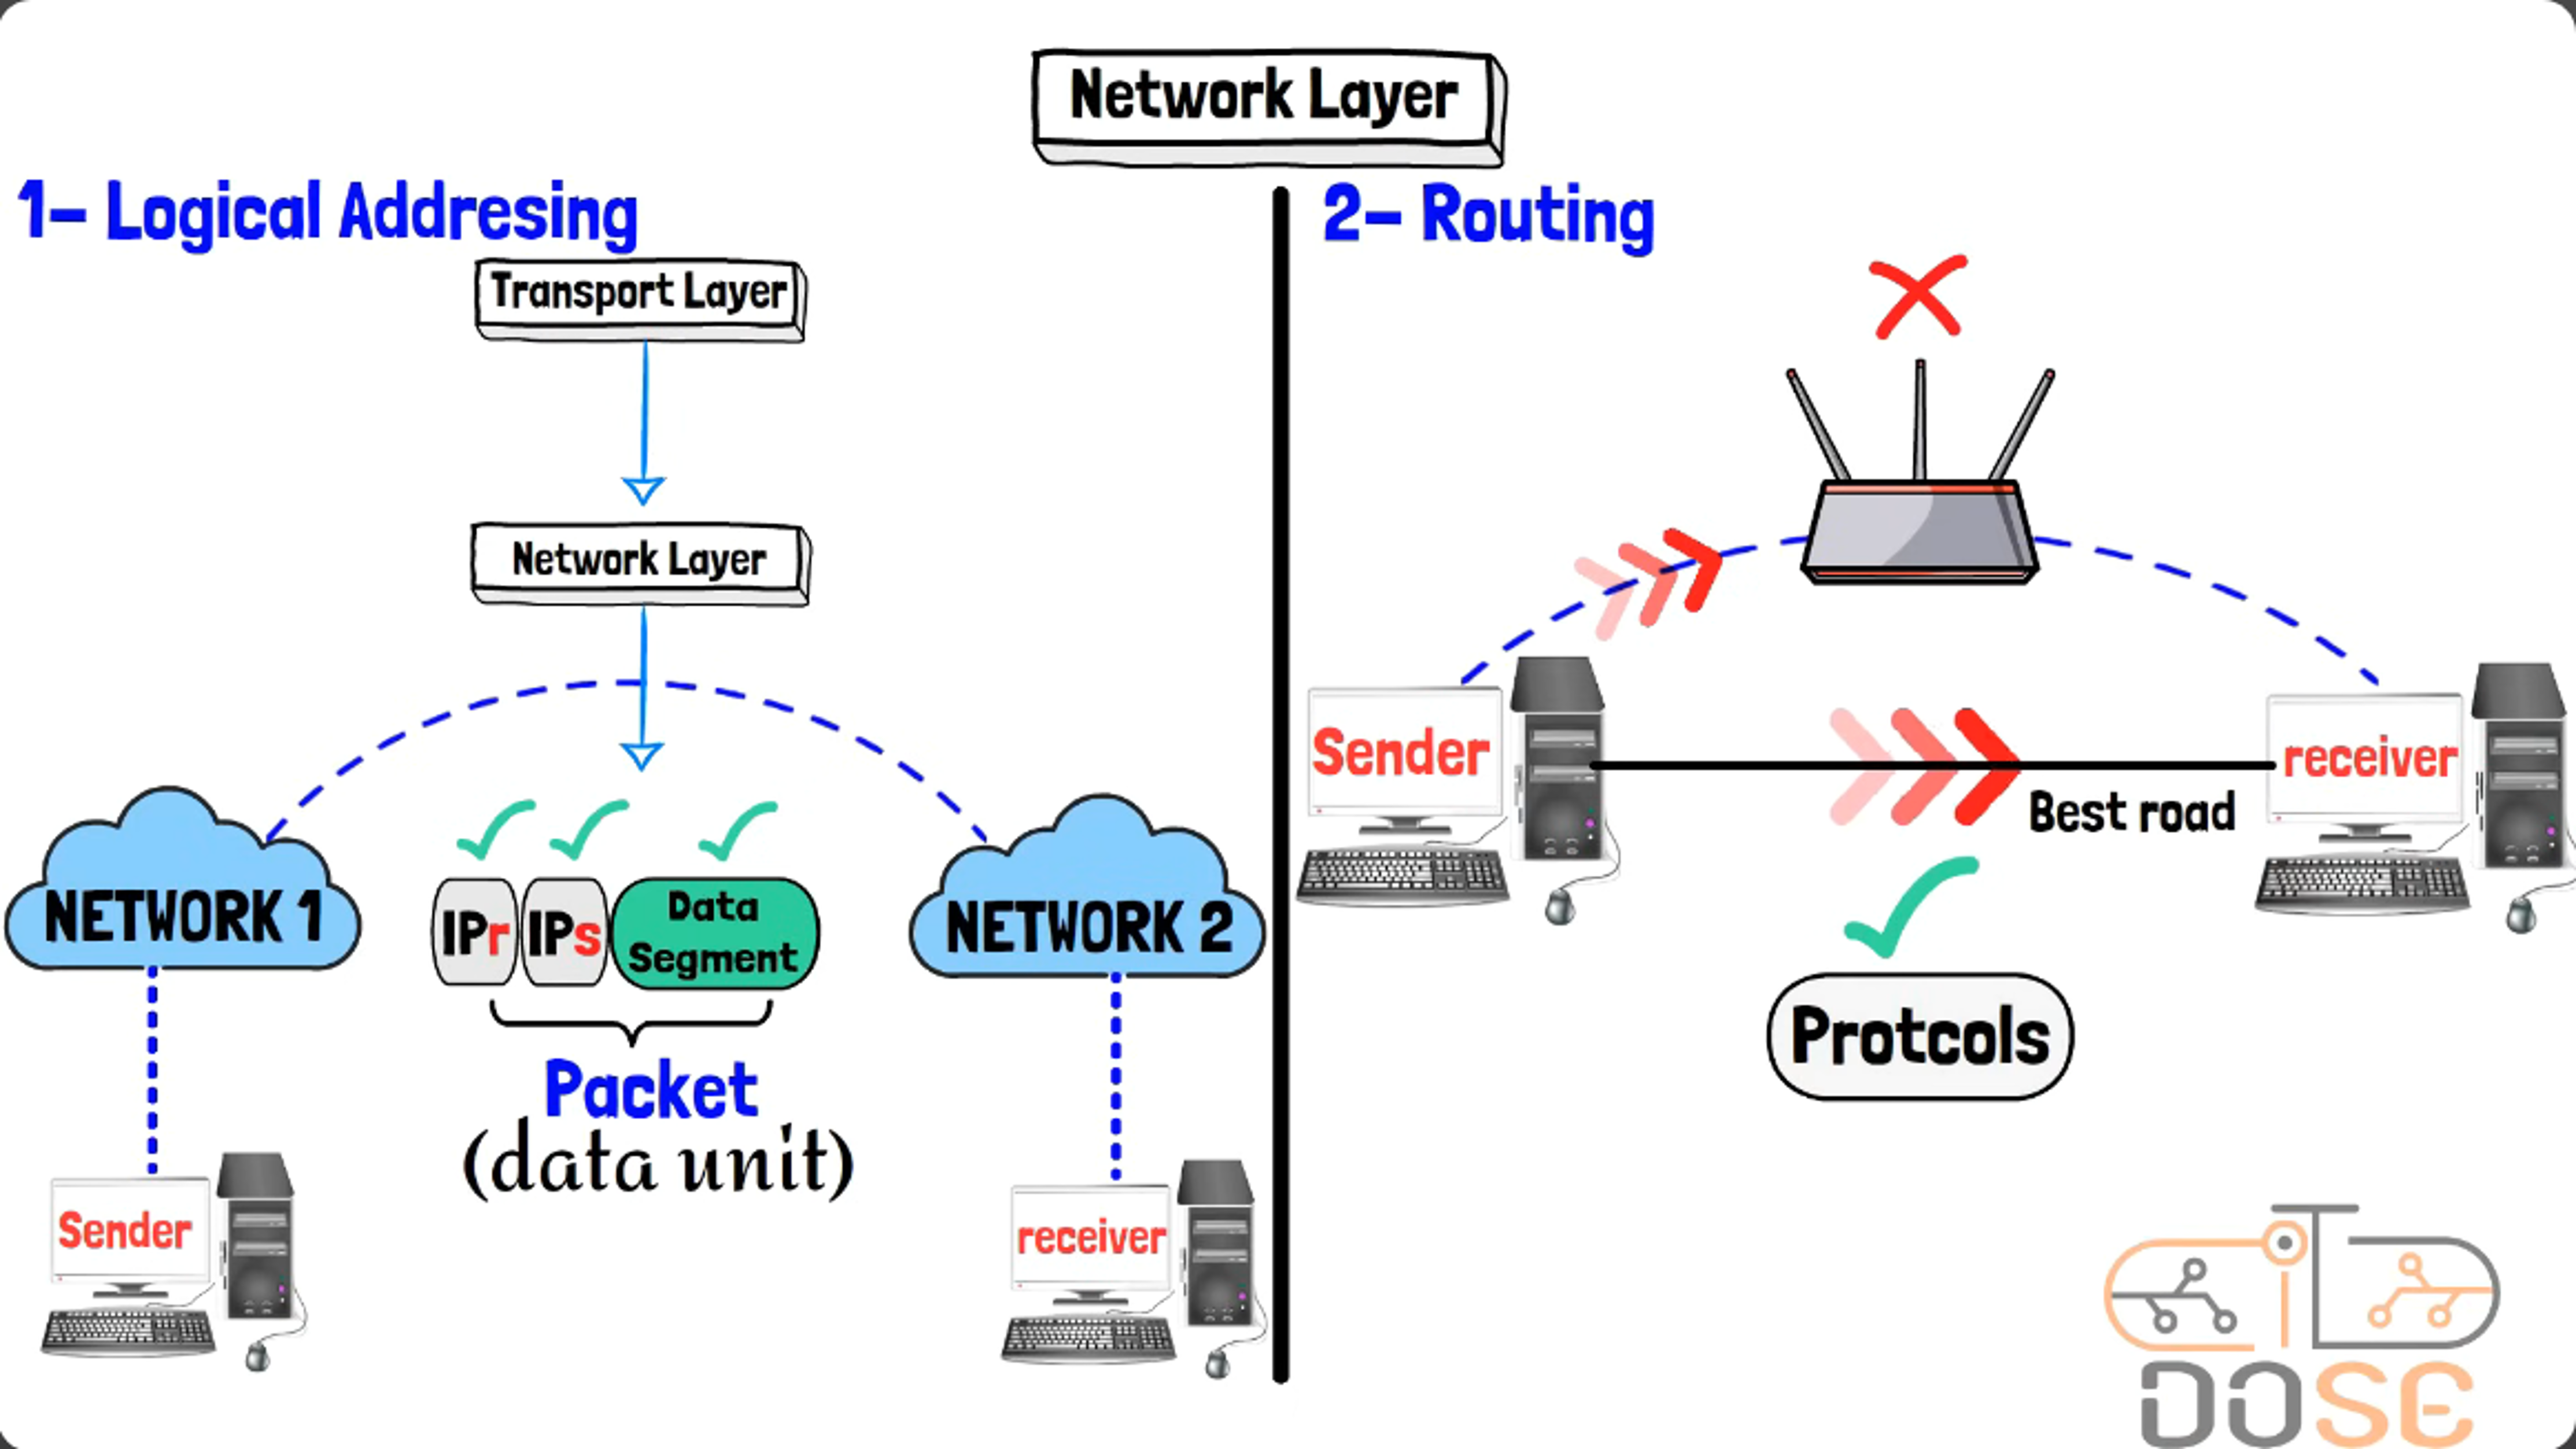 Network Layer
1- Logical Addresing
Transport Layer
Network Layer
NETWORK 1
IPr IPs Data
Segment
NETWORK 2
Packet
(data unit)
Sender
receiver
2- Routing
Sender
receiver
Best road
Protcols
IT
DOSE